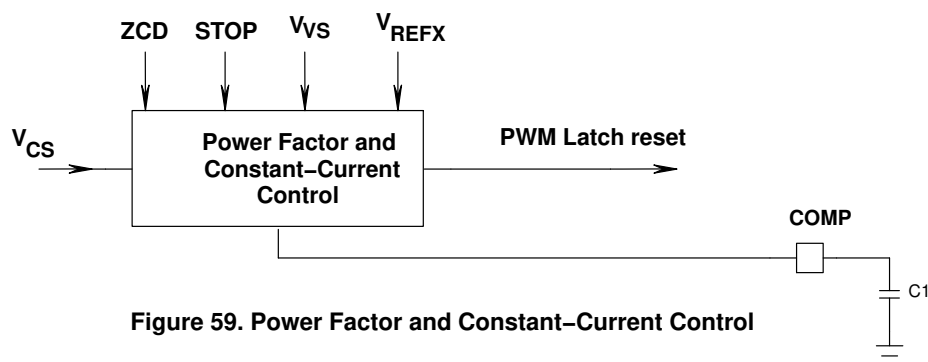 ZCD STOP VVS VREFX
VCS
Power Factor and
Constant−Current
Control
PWM Latch reset
COMP
C1
Figure 59. Power Factor and Constant−Current Control